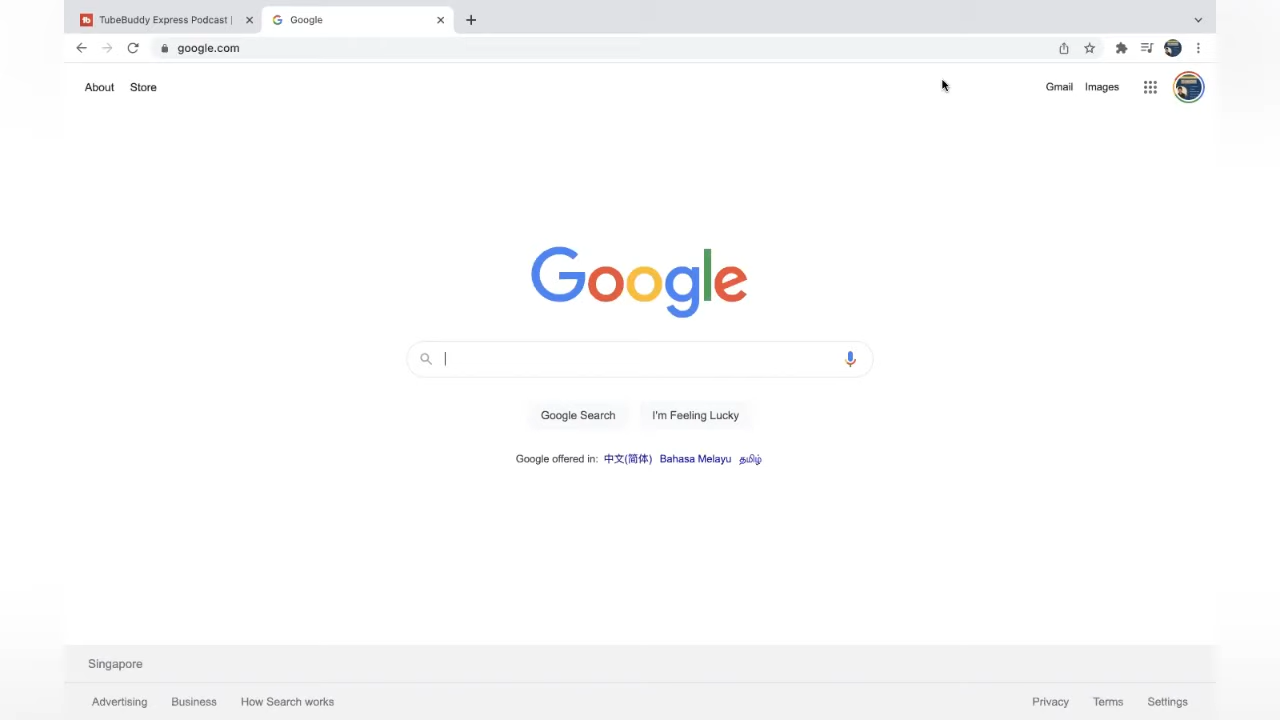 TubeBuddy Express Podcast |
Google
google.com
About Store
Gmail Images
Google
Google Search I'm Feeling Lucky
Google offered in: 中文(简体) Bahasa Melayu தமிழ்
Singapore
Advertising Business How Search works
Privacy Terms Settings